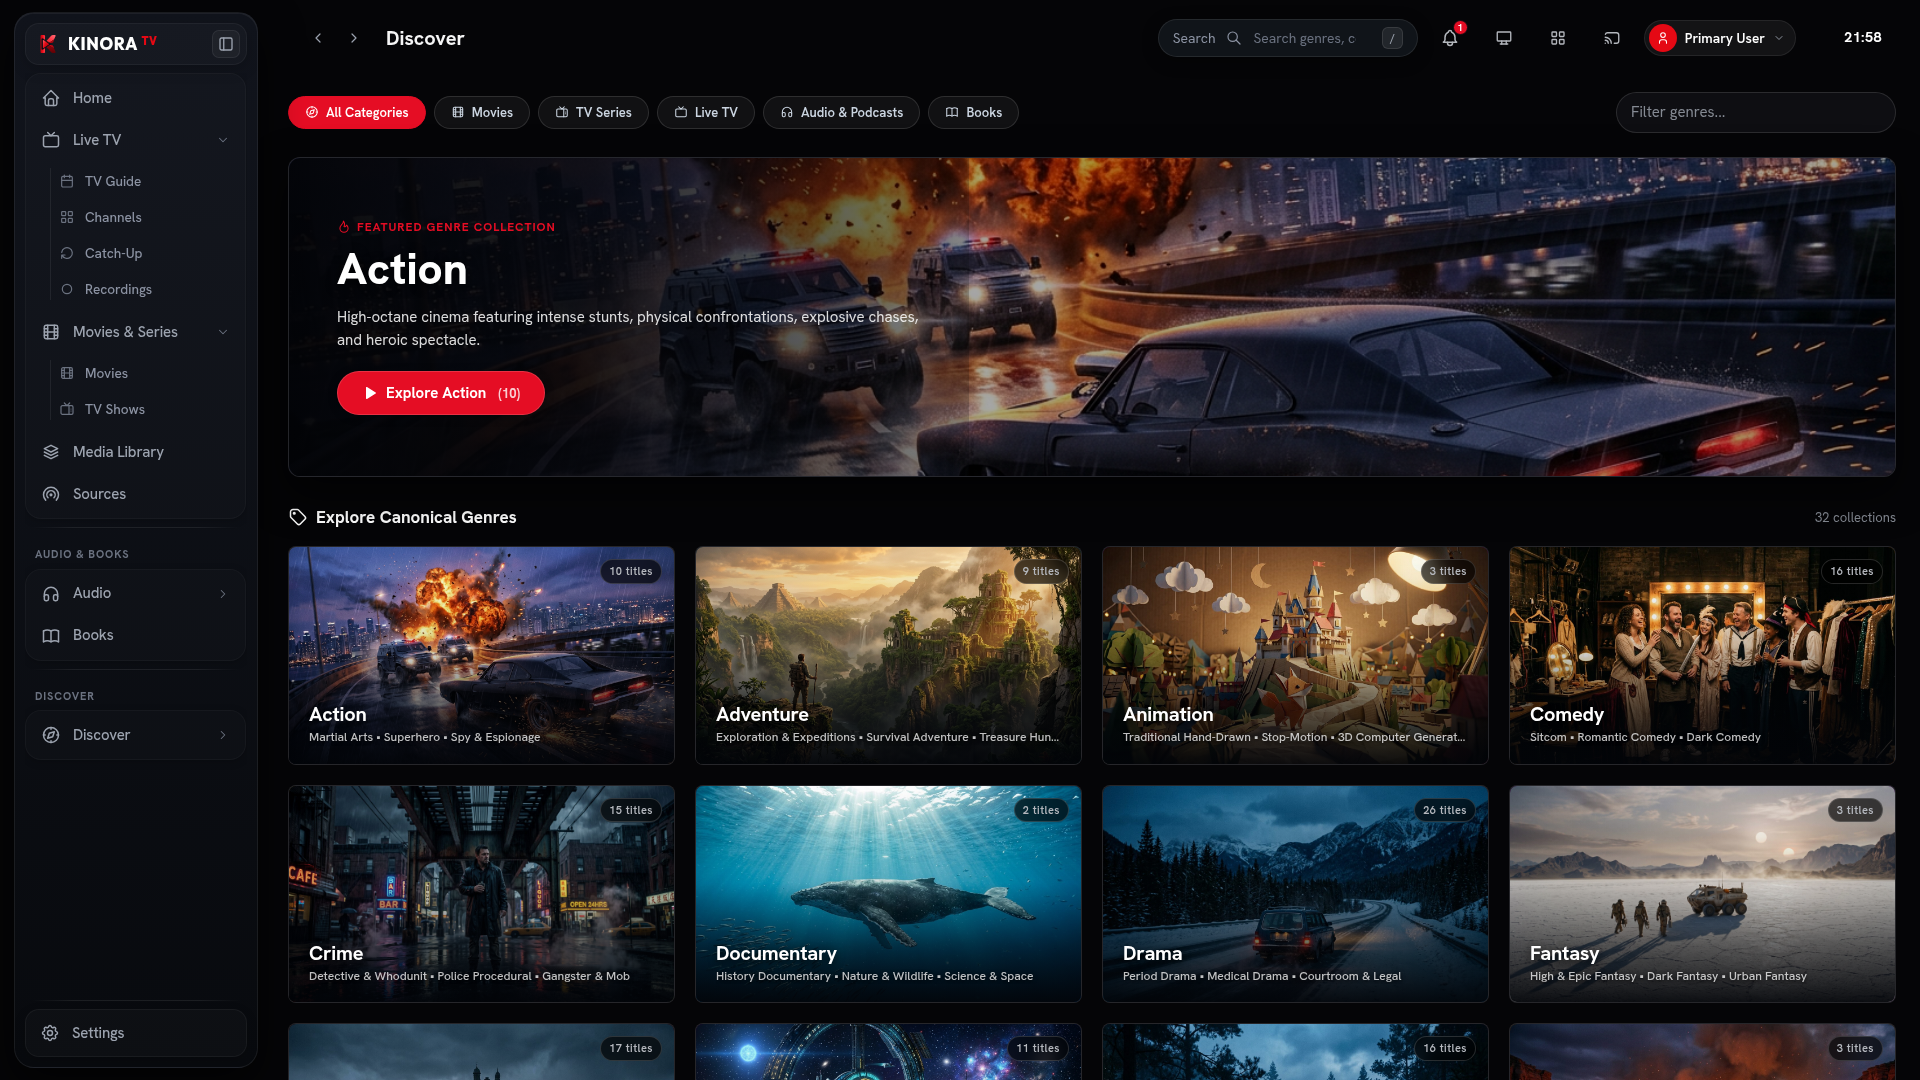 KINORA TV
Home
Live TV
TV Guide
Channels
Catch-Up
Recordings
Movies & Series
Movies
TV Shows
Media Library
Sources
AUDIO & BOOKS
Audio
Books
DISCOVER
Discover
Settings
Discover
Search
Search genres, c
/
1
Primary User
21:58
All Categories
Movies
TV Series
Live TV
Audio & Podcasts
Books
Filter genres...
FEATURED GENRE COLLECTION
Action
High-octane cinema featuring intense stunts, physical confrontations, explosive chases,
and heroic spectacle.
Explore Action (10)
Explore Canonical Genres
32 collections
10 titles
Action
Martial Arts • Superhero • Spy & Espionage
9 titles
Adventure
Exploration & Expeditions • Survival Adventure • Treasure Hun...
3 titles
Animation
Traditional Hand-Drawn • Stop-Motion • 3D Computer Generat...
16 titles
Comedy
Sitcom • Romantic Comedy • Dark Comedy
15 titles
CAFE
BAR
BAR
OPEN 24HRS
Crime
Detective & Whodunit • Police Procedural • Gangster & Mob
2 titles
Documentary
History Documentary • Nature & Wildlife • Science & Space
26 titles
Drama
Period Drama • Medical Drama • Courtroom & Legal
3 titles
Fantasy
High & Epic Fantasy • Dark Fantasy • Urban Fantasy
17 titles
11 titles
16 titles
3 titles